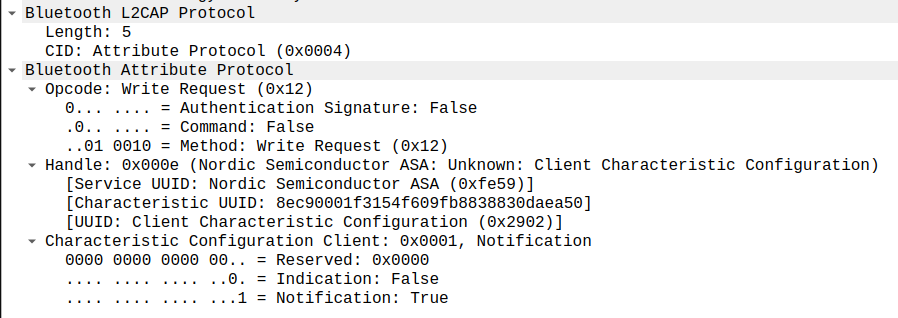 Bluetooth L2CAP Protocol
Length: 5
CID: Attribute Protocol (0x0004)
Bluetooth Attribute Protocol
Opcode: Write Request (0x12)
0... .... = Authentication Signature: False
.0.. .... = Command: False
..01 0010 = Method: Write Request (0x12)
Handle: 0x000e (Nordic Semiconductor ASA: Unknown: Client Characteristic Configuration)
[Service UUID: Nordic Semiconductor ASA (0xfe59)]
[Characteristic UUID: 8ec90001f3154f609fb8838830daea50]
[UUID: Client Characteristic Configuration (0x2902)]
Characteristic Configuration Client: 0x0001, Notification
0000 0000 0000 00.. = Reserved: 0x0000
.... .... .... ..0. = Indication: False
.... .... .... ...1 = Notification: True